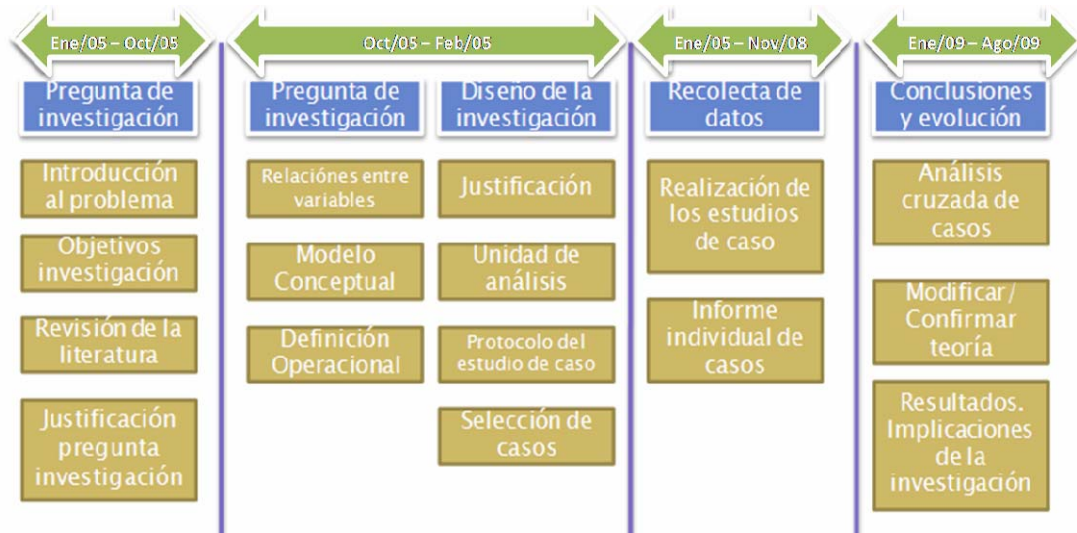 Ene/05 – Oct/05
Oct/05 – Feb/05
Ene/05 – Nov/08
Ene/09 – Ago/09
Pregunta de
investigación
Introducción
al problema
Objetivos
investigación
Revisión de la
literatura
Justificación
pregunta
investigación
Pregunta de
investigación
Relaciónes entre
variables
Modelo
Conceptual
Definición
Operacional
Diseño de la
investigación
Justificación
Unidad de
análisis
Protocolo del
estudio de caso
Selección de
casos
Recolecta de
datos
Realización de
los estudios
de caso
Informe
individual de
casos
Conclusiones
y evolución
Análisis
cruzada de
casos
Modificar/
Confirmar
teoría
Resultados.
Implicaciones
de la
investigación